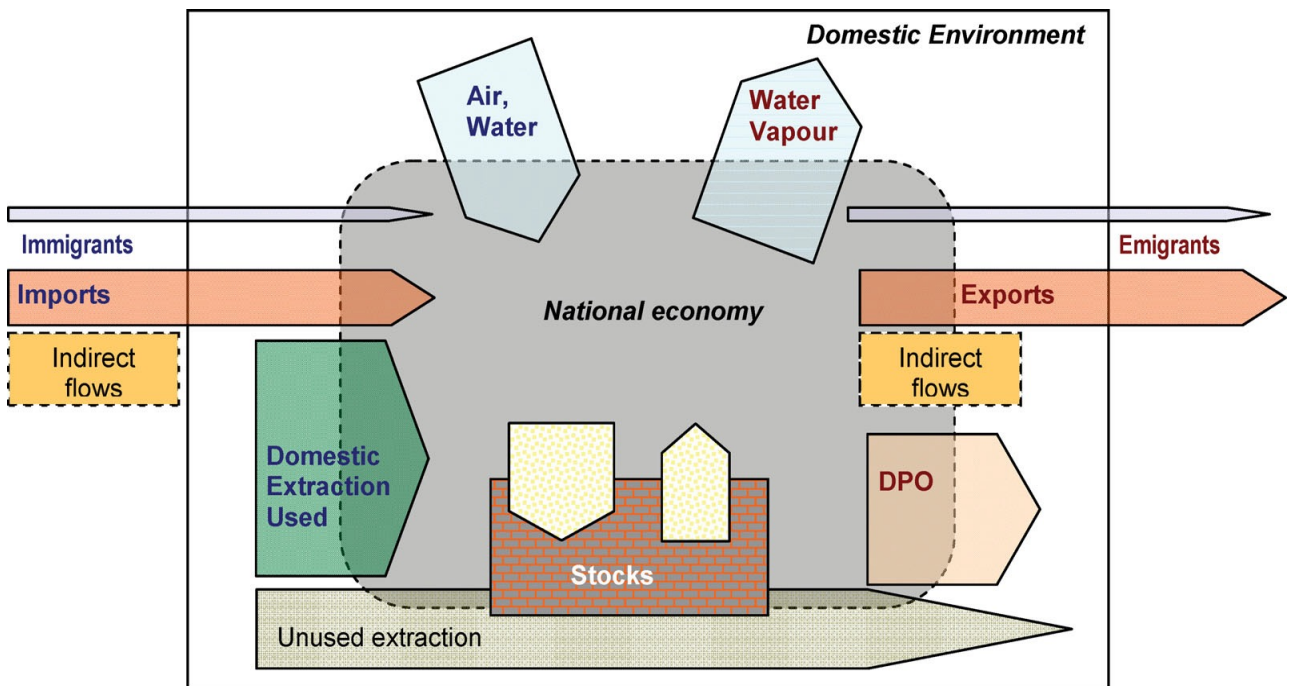 Domestic Environment
Air,
Water
Water
Vapour
Immigrants
Emigrants
Imports
National economy
Exports
Indirect
flows
Indirect
flows
Domestic
Extraction
Used
DPO
Stocks
Unused extraction